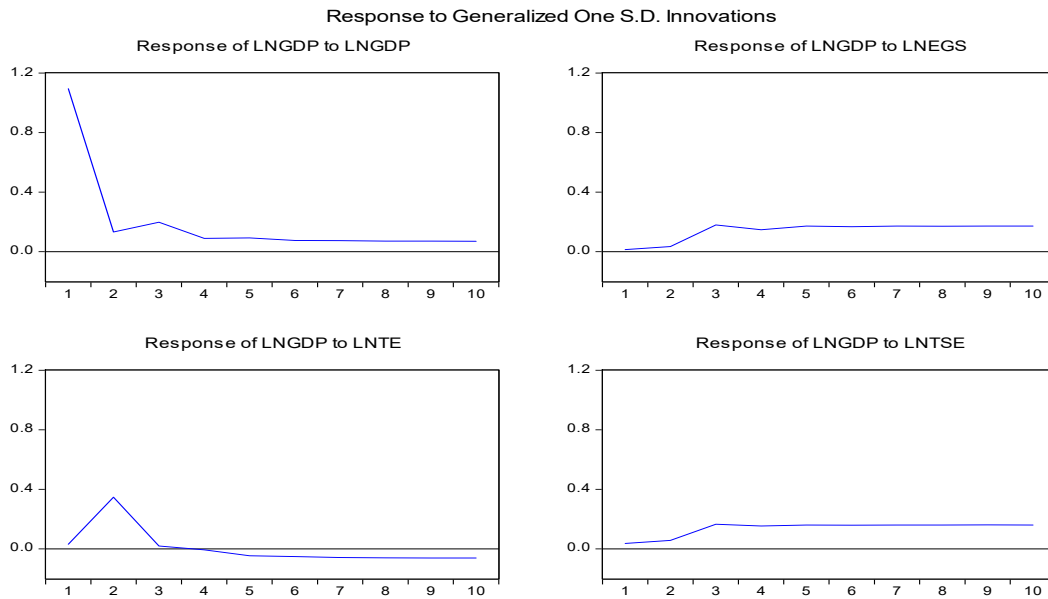 Response to Generalized One S.D. Innovations
Response of LNGDP to LNGDP
1.2
0.8
0.4
0.0
1 2 3 4 5 6 7 8 9 10
Response of LNGDP to LNEGS
1.2
0.8
0.4
0.0
1 2 3 4 5 6 7 8 9 10
Response of LNGDP to LNTE
1.2
0.8
0.4
0.0
1 2 3 4 5 6 7 8 9 10
Response of LNGDP to LNTSE
1.2
0.8
0.4
0.0
1 2 3 4 5 6 7 8 9 10